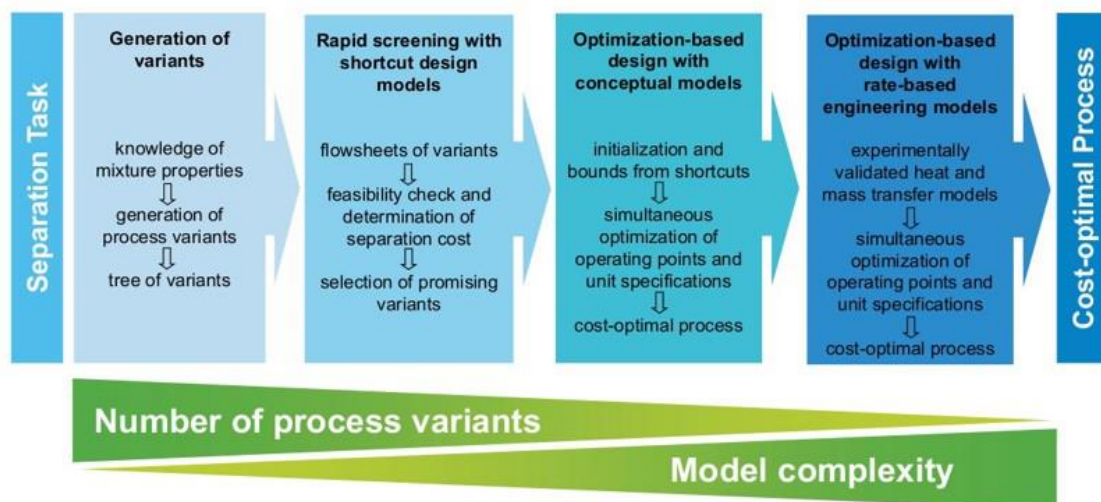 Separation Task
Generation of
variants
knowledge of
mixture properties
generation of
process variants
tree of variants
Rapid screening with
shortcut design
models
flowsheets of variants
feasibility check and
determination of
separation cost
selection of promising
variants
Optimization-based
design with
conceptual models
initialization and
bounds from shortcuts
simultaneous
optimization of
operating points and
unit specifications
cost-optimal process
Optimization-based
design with
rate-based
engineering models
experimentally
validated heat and
mass transfer models
simultaneous
optimization of
operating points and
unit specifications
cost-optimal process
Cost-optimal Process
Number of process variants
Model complexity